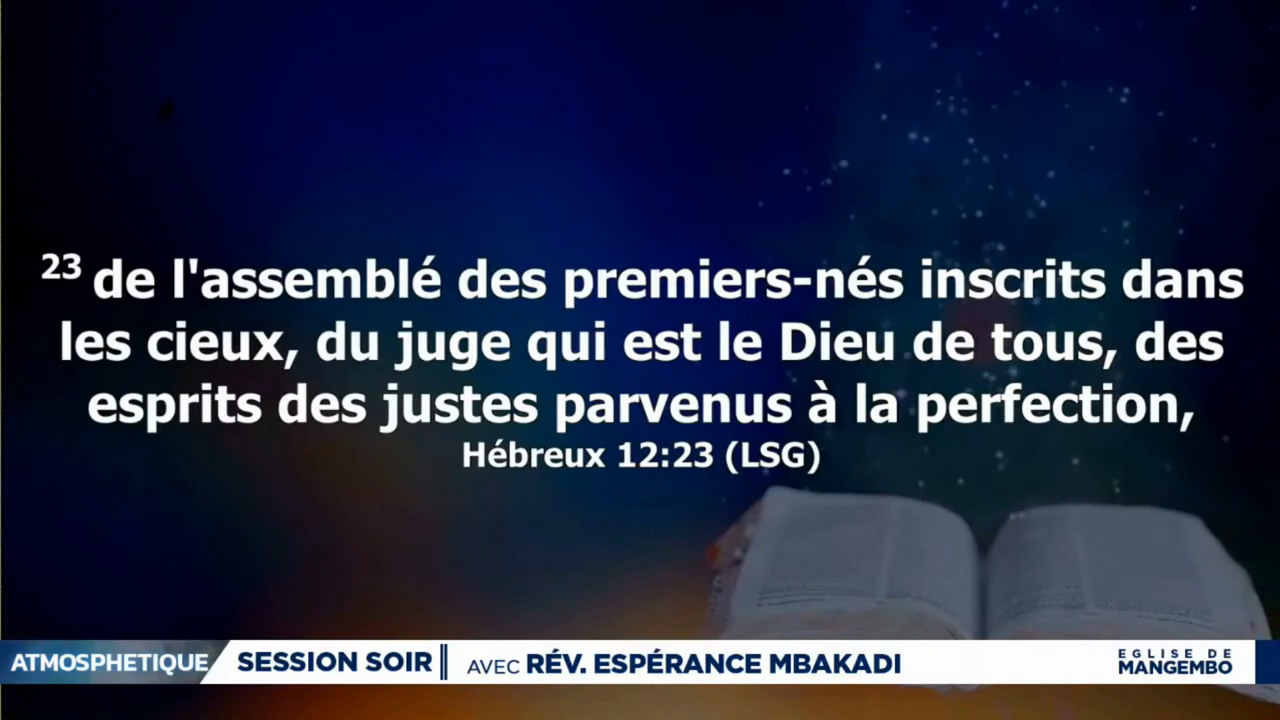 23 de l'assemblé des premiers-nés inscrits dans
les cieux, du juge qui est le Dieu de tous, des
esprits des justes parvenus à la perfection,
Hébreux 12:23 (LSG)
ATMOSPHETIQUE SESSION SOIR AVEC RÉV. ESPÉRANCE MBAKADI
EGLISE DE
MANGEMBO